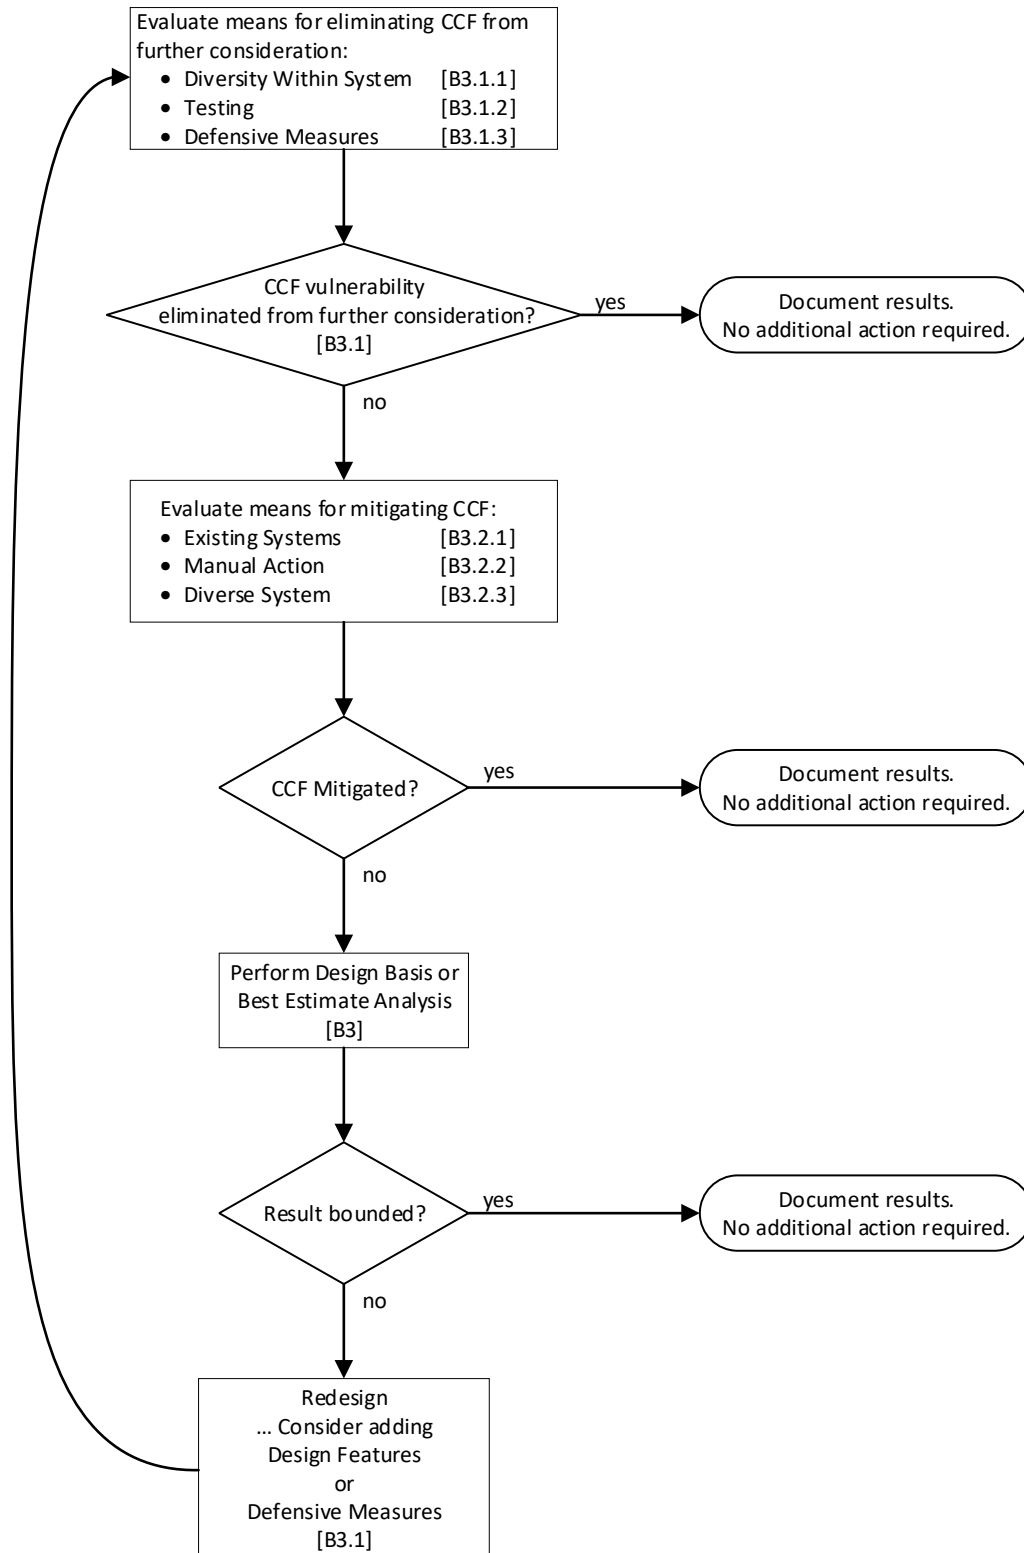 Evaluate means for eliminating CCF from
further consideration:
• Diversity Within System [B3.1.1]
• Testing [B3.1.2]
• Defensive Measures [B3.1.3]
CCF vulnerability
eliminated from further consideration?
[B3.1]
yes
Document results.
No additional action required.
no
Evaluate means for mitigating CCF:
• Existing Systems [B3.2.1]
• Manual Action [B3.2.2]
• Diverse System [B3.2.3]
CCF Mitigated?
yes
Document results.
No additional action required.
no
Perform Design Basis or
Best Estimate Analysis
[B3]
Result bounded?
yes
Document results.
No additional action required.
no
Redesign
... Consider adding
Design Features
or
Defensive Measures
[B3.1]